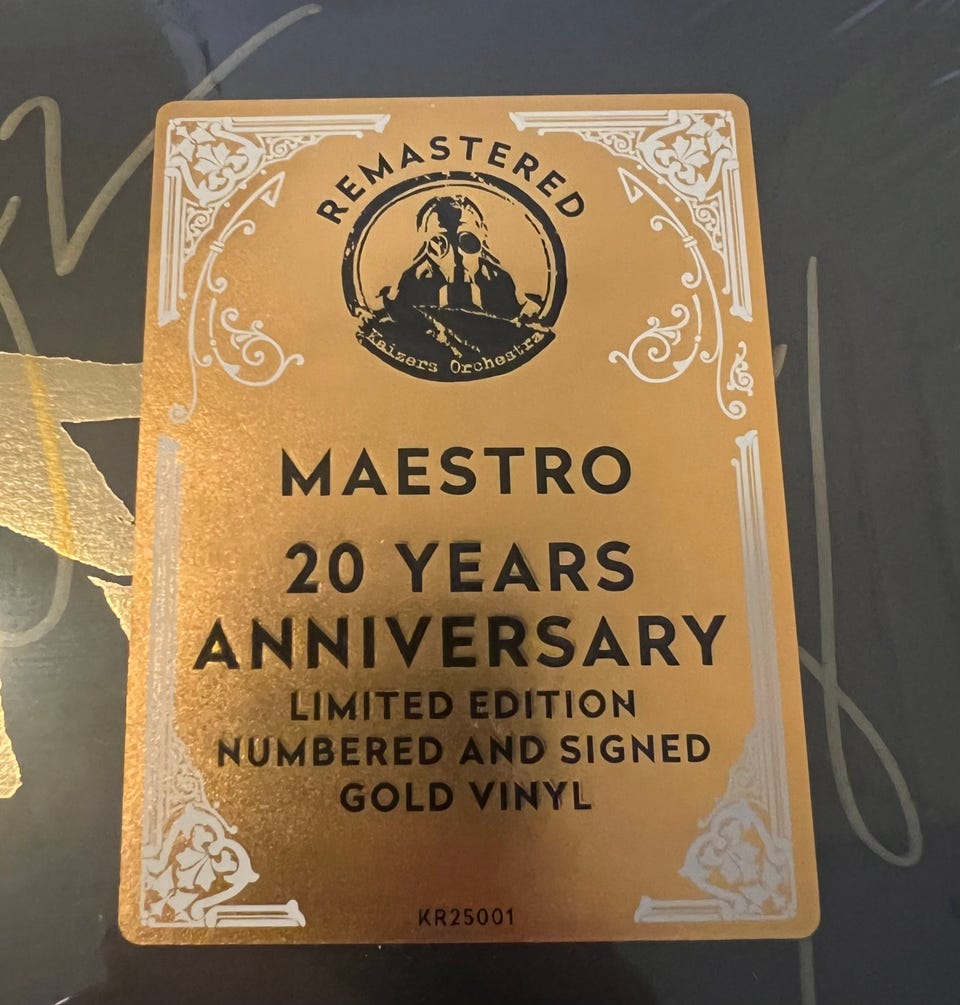 REMASTERED
Kaizers Orchestra
MAESTRO
20 YEARS
ANNIVERSARY
LIMITED EDITION
NUMBERED AND SIGNED
GOLD VINYL
KR25001